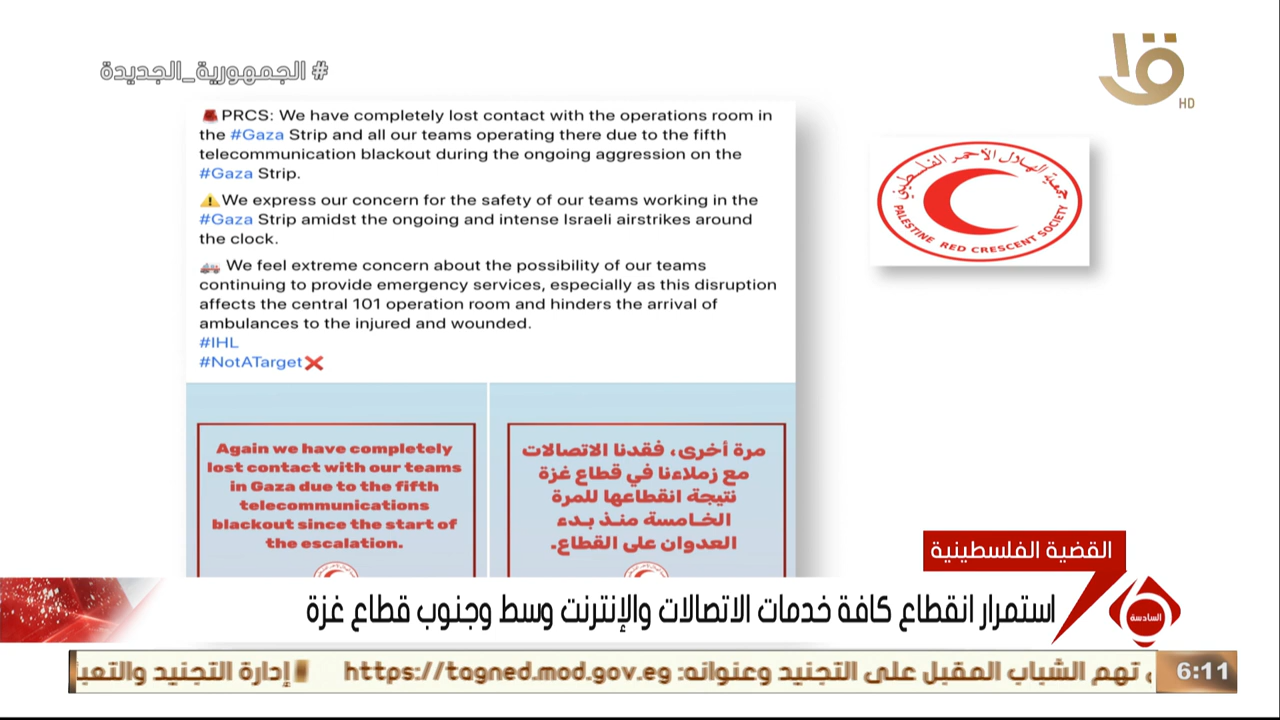 # الجمهورية_الجديدة
HD
PRCS: We have completely lost contact with the operations room in
the #Gaza Strip and all our teams operating there due to the fifth
telecommunication blackout during the ongoing aggression on the
#Gaza Strip.
We express our concern for the safety of our teams working in the
#Gaza Strip amidst the ongoing and intense Israeli airstrikes around
the clock.
We feel extreme concern about the possibility of our teams
continuing to provide emergency services, especially as this disruption
affects the central 101 operation room and hinders the arrival of
ambulances to the injured and wounded.
#IHL
#NotATarget
جمعية الهلال الأحمر الفلسطيني
PALESTINE RED CRESCENT SOCIETY
Again we have completely
lost contact with our teams
in Gaza due to the fifth
telecommunications
blackout since the start of
the escalation.
مرة أخرى، فقدنا الاتصالات
مع زملاءنا في قطاع غزة
نتيجة انقطاعها للمرة
الخامسة منذ بدء
العدوان على القطاع.
القضية الفلسطينية
السادسة
استمرار انقطاع كافة خدمات الاتصالات والإنترنت وسط وجنوب قطاع غزة
تهم الشباب المقبل على التجنيد وعنوانه: https://tagned.mod.gov.eg إدارة التجنيد
6:11